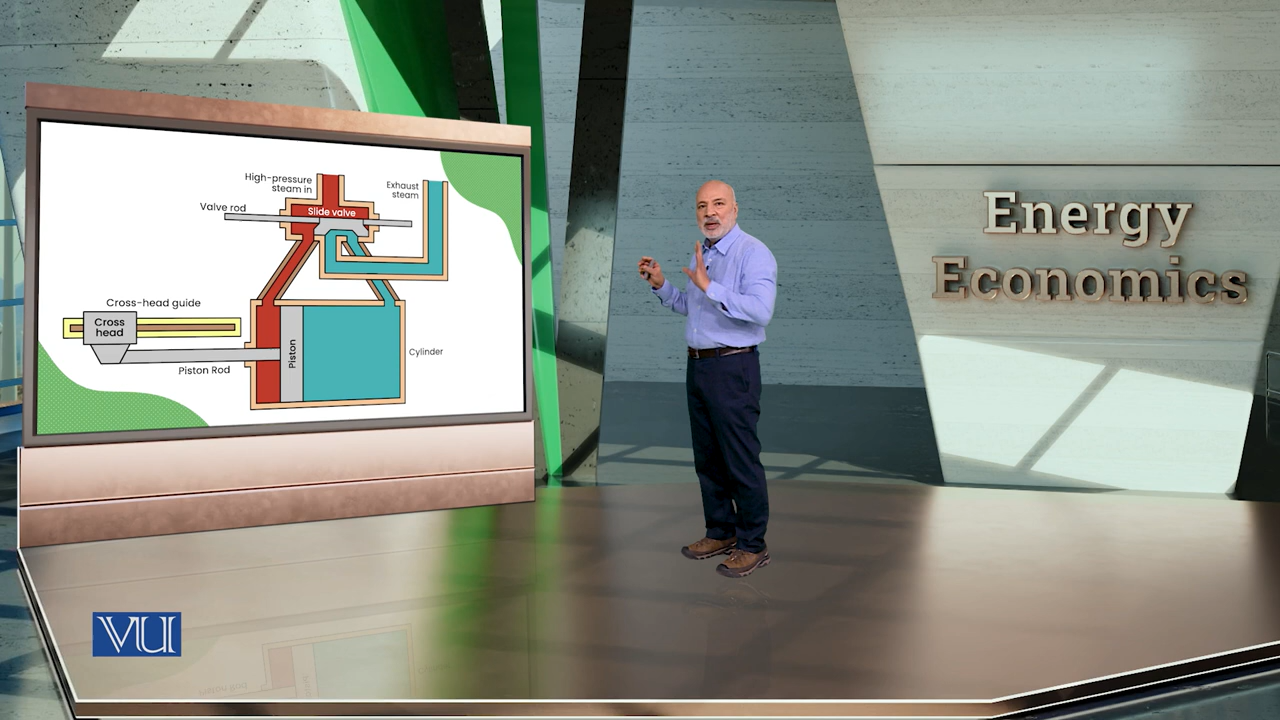 High-pressure
steam in
Exhaust
steam
Valve rod
Slide valve
Cross-head guide
Cross
head
Piston
Cylinder
Piston Rod
Energy
Economics
VU